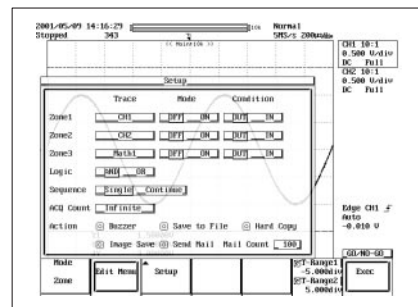 2001/05/09 14:16:29
Stopped 343
Normal
5MS/s 200us/div
<< Main:10k >>
CH1 10:1
0.500 V/div
DC Full
CH2 10:1
0.500 V/div
DC Full
Setup
Trace Mode Condition
Zone1 CH1 OFF ON OUT IN
Zone2 CH2 OFF ON OUT IN
Zone3 Math1 OFF ON OUT IN
Logic AND OR
Sequence Single Continue
ACQ Count Infinite
Action Buzzer Save to File Hard Copy
Image Save Send Mail Mail Count 100
Edge CH1
Auto
-0.010 V
GO/NO-GO
Mode
Zone
Edit Menu
Setup
T-Range1
-5.000div
T-Range2
5.000div
Exec